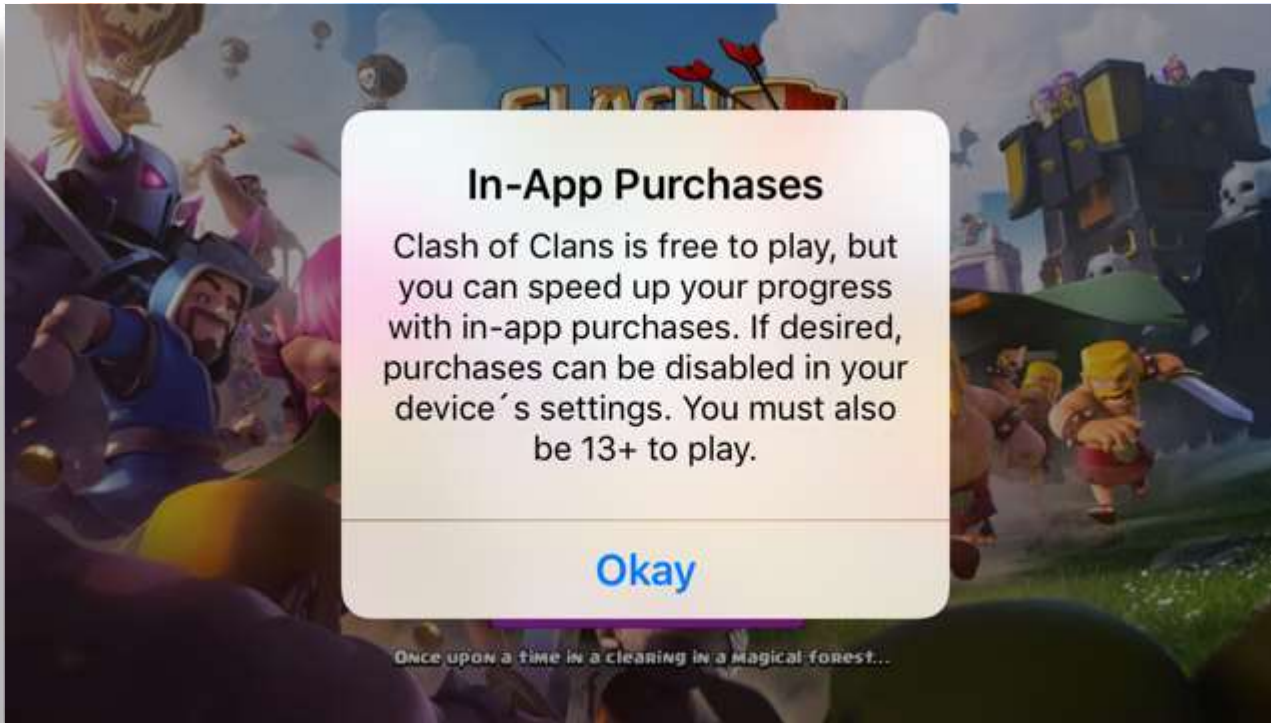 CLASH
In-App Purchases
Clash of Clans is free to play, but
you can speed up your progress
with in-app purchases. If desired,
purchases can be disabled in your
device´s settings. You must also
be 13+ to play.
Okay
Once upon a time in a clearing in a magical forest...